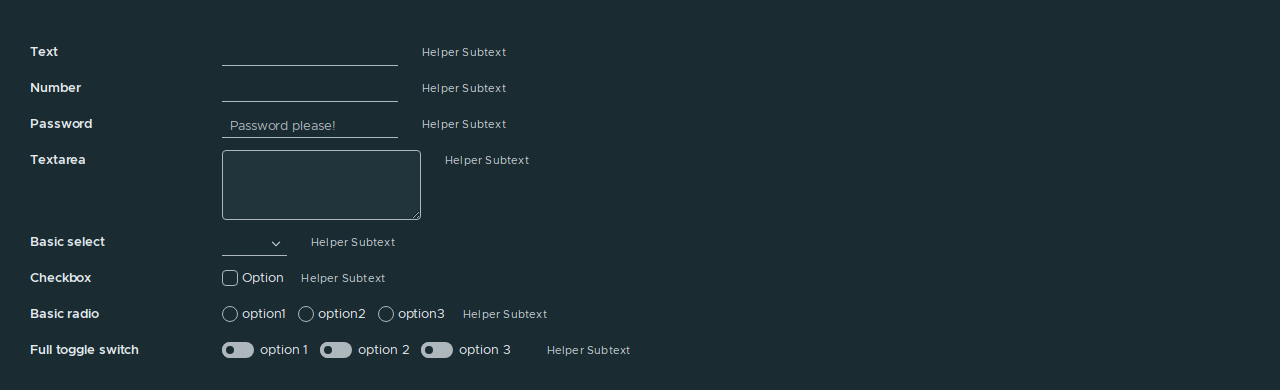 Text Helper Subtext
Number Helper Subtext
Password Password please! Helper Subtext
Textarea Helper Subtext
Basic select Helper Subtext
Checkbox Option Helper Subtext
Basic radio option1 option2 option3 Helper Subtext
Full toggle switch option 1 option 2 option 3 Helper Subtext